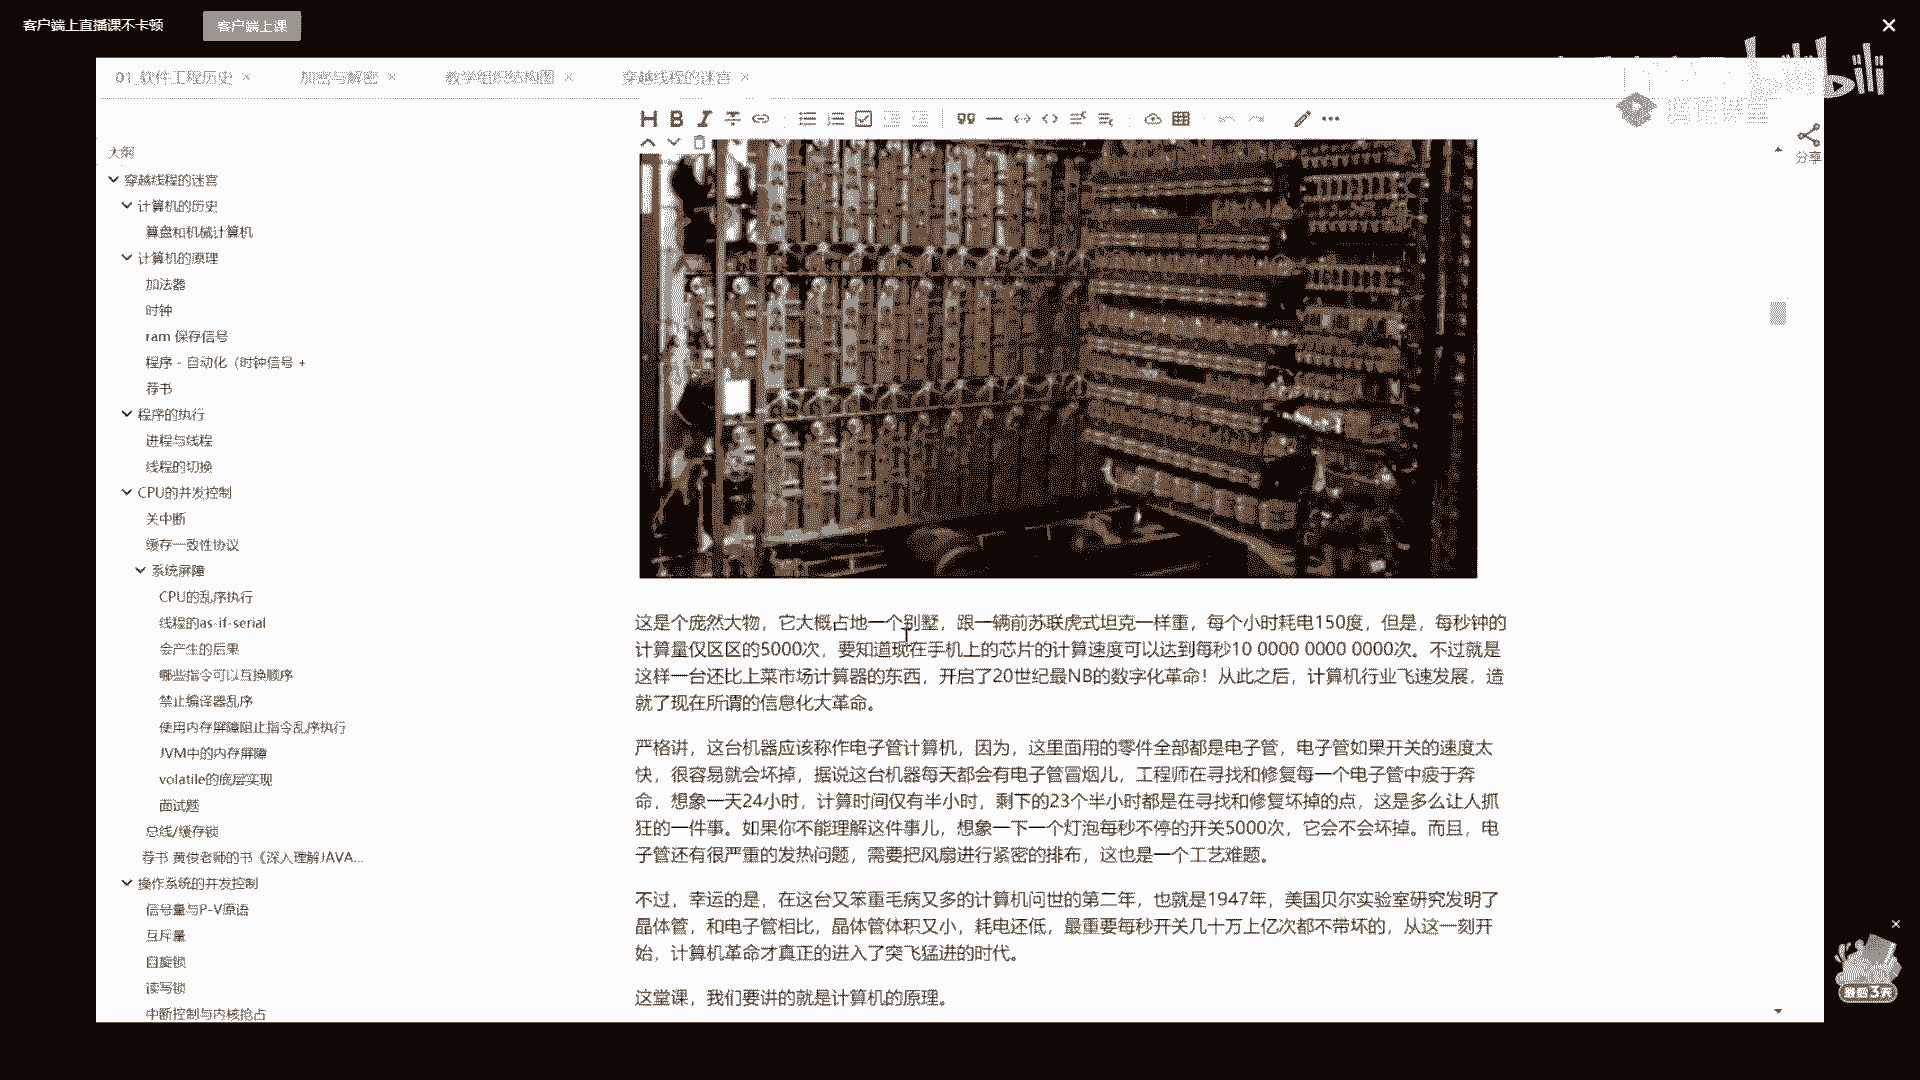 客户端上直播课不卡顿
客户端上课
01_软件工程历史
加密与解密
教学组织结构图
穿越线程的迷宫
bilibili
腾讯课堂
分享
大纲
穿越线程的迷宫
计算机的历史
算盘和机械计算机
计算机的原理
加法器
时钟
ram 保存信号
程序 - 自动化（时钟信号 +
荐书
程序的执行
进程与线程
线程的切换
CPU的并发控制
关中断
缓存一致性协议
系统屏障
CPU的乱序执行
线程的as-if-serial
会产生的后果
哪些指令可以互换顺序
禁止编译器乱序
使用内存屏障阻止指令乱序执行
JVM中的内存屏障
volatile的底层实现
面试题
总线/缓存锁
荐书 黄俊老师的书《深入理解JAVA...
操作系统的并发控制
信号量与P-V原语
互斥量
自旋锁
读写锁
中断控制与内核抢占
这是个庞然大物，它大概占地一个别墅，跟一辆前苏联虎式坦克一样重，每个小时耗电150度，但是，每秒钟的
计算量仅区区的5000次，要知道现在手机上的芯片的计算速度可以达到每秒10 0000 0000 0000次。不过就是
这样一台还比上菜市场计算器的东西，开启了20世纪最NB的数字化革命！从此之后，计算机行业飞速发展，造
就了现在所谓的信息化大革命。
严格讲，这台机器应该称作电子管计算机，因为，这里面用的零件全部都是电子管，电子管如果开关的速度太
快，很容易就会坏掉，据说这台机器每天都会有电子管冒烟儿，工程师在寻找和修复每一个电子管中疲于奔
命，想象一天24小时，计算时间仅有半小时，剩下的23个半小时都是在寻找和修复坏掉的点，这是多么让人抓
狂的一件事。如果你不能理解这件事儿，想象一下一个灯泡每秒不停的开关5000次，它会不会坏掉。而且，电
子管还有很严重的发热问题，需要把风扇进行紧密的排布，这也是一个工艺难题。
不过，幸运的是，在这台又笨重毛病又多的计算机问世的第二年，也就是1947年，美国贝尔实验室研究发明了
晶体管，和电子管相比，晶体管体积又小，耗电还低，最重要每秒开关几十万上亿次都不带坏的，从这一刻开
始，计算机革命才真正的进入了突飞猛进的时代。
这堂课，我们要讲的就是计算机的原理。